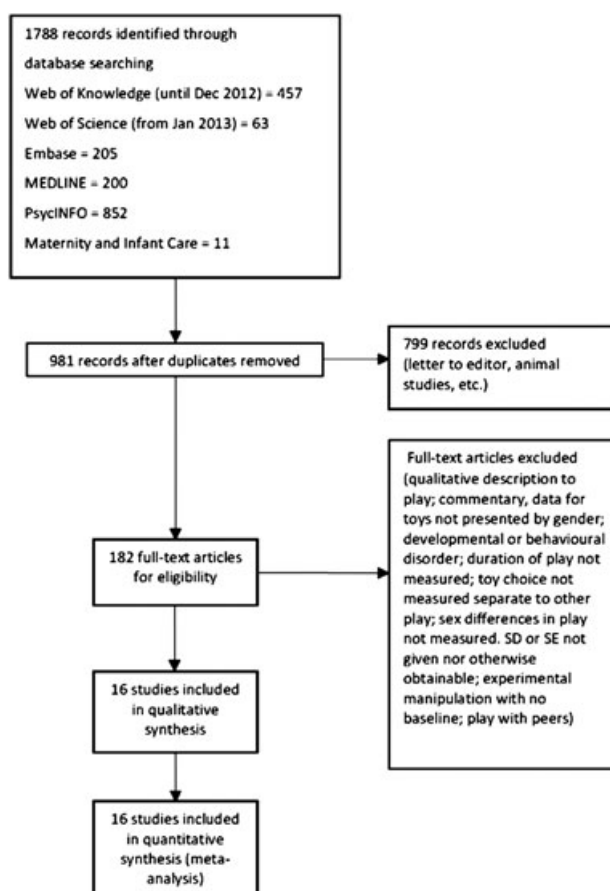 1788 records identified through
database searching
Web of Knowledge (until Dec 2012) = 457
Web of Science (from Jan 2013) = 63
Embase = 205
MEDLINE = 200
PsycINFO = 852
Maternity and Infant Care = 11
981 records after duplicates removed
799 records excluded
(letter to editor, animal
studies, etc.)
Full-text articles excluded
(qualitative description to
play; commentary, data for
toys not presented by gender;
developmental or behavioural
disorder; duration of play not
measured; toy choice not
measured separate to other
play; sex differences in play
not measured. SD or SE not
given nor otherwise
obtainable; experimental
manipulation with no
baseline; play with peers)
182 full-text articles
for eligibility
16 studies included
in qualitative
synthesis
16 studies included
in quantitative
synthesis (meta-
analysis)